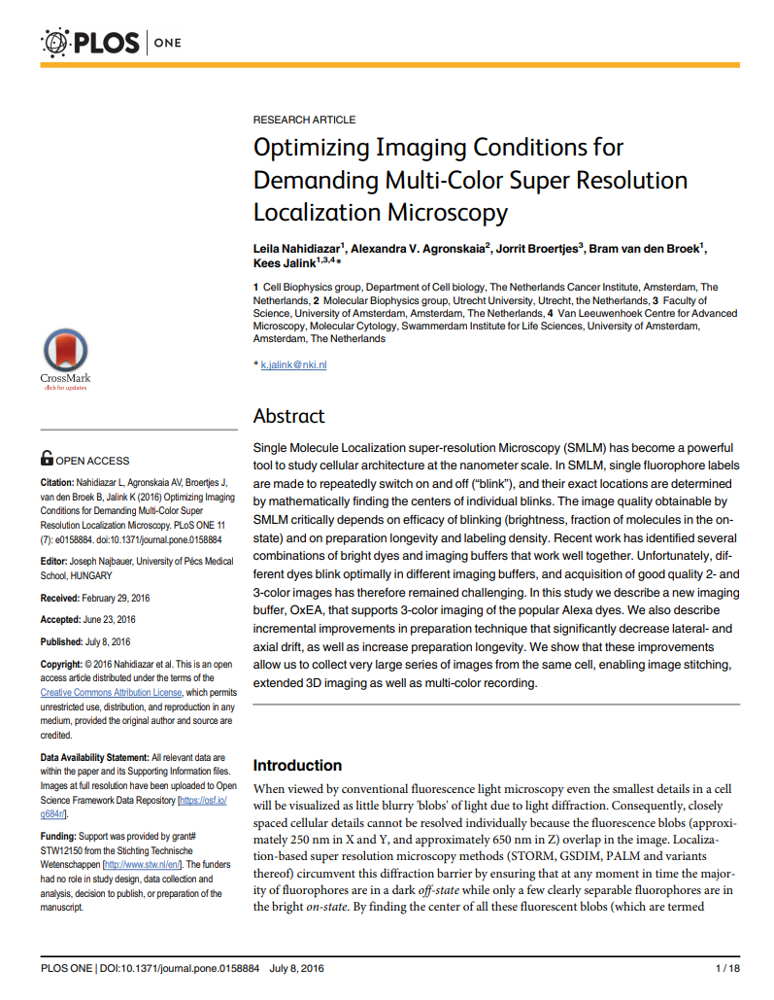 PLOS | ONE
RESEARCH ARTICLE
Optimizing Imaging Conditions for
Demanding Multi-Color Super Resolution
Localization Microscopy
Leila Nahidiazar1, Alexandra V. Agronskaia2, Jorrit Broertjes3, Bram van den Broek1,
Kees Jalink1,3,4*
1 Cell Biophysics group, Department of Cell biology, The Netherlands Cancer Institute, Amsterdam, The
Netherlands, 2 Molecular Biophysics group, Utrecht University, Utrecht, the Netherlands, 3 Faculty of
Science, University of Amsterdam, Amsterdam, The Netherlands, 4 Van Leeuwenhoek Centre for Advanced
Microscopy, Molecular Cytology, Swammerdam Institute for Life Sciences, University of Amsterdam,
Amsterdam, The Netherlands
* k.jalink@nki.nl
CrossMark
click for updates
OPEN ACCESS
Citation: Nahidiazar L, Agronskaia AV, Broertjes J,
van den Broek B, Jalink K (2016) Optimizing Imaging
Conditions for Demanding Multi-Color Super
Resolution Localization Microscopy. PLoS ONE 11
(7): e0158884. doi:10.1371/journal.pone.0158884
Editor: Joseph Najbauer, University of Pécs Medical
School, HUNGARY
Received: February 29, 2016
Accepted: June 23, 2016
Published: July 8, 2016
Copyright: © 2016 Nahidiazar et al. This is an open
access article distributed under the terms of the
Creative Commons Attribution License, which permits
unrestricted use, distribution, and reproduction in any
medium, provided the original author and source are
credited.
Data Availability Statement: All relevant data are
within the paper and its Supporting Information files.
Images at full resolution have been uploaded to Open
Science Framework Data Repository [https://osf.io/
q684r/].
Funding: Support was provided by grant#
STW12150 from the Stichting Technische
Wetenschappen [http://www.stw.nl/en/]. The funders
had no role in study design, data collection and
analysis, decision to publish, or preparation of the
manuscript.
Abstract
Single Molecule Localization super-resolution Microscopy (SMLM) has become a powerful
tool to study cellular architecture at the nanometer scale. In SMLM, single fluorophore labels
are made to repeatedly switch on and off (“blink”), and their exact locations are determined
by mathematically finding the centers of individual blinks. The image quality obtainable by
SMLM critically depends on efficacy of blinking (brightness, fraction of molecules in the on-
state) and on preparation longevity and labeling density. Recent work has identified several
combinations of bright dyes and imaging buffers that work well together. Unfortunately, dif-
ferent dyes blink optimally in different imaging buffers, and acquisition of good quality 2- and
3-color images has therefore remained challenging. In this study we describe a new imaging
buffer, OxEA, that supports 3-color imaging of the popular Alexa dyes. We also describe
incremental improvements in preparation technique that significantly decrease lateral- and
axial drift, as well as increase preparation longevity. We show that these improvements
allow us to collect very large series of images from the same cell, enabling image stitching,
extended 3D imaging as well as multi-color recording.
Introduction
When viewed by conventional fluorescence light microscopy even the smallest details in a cell
will be visualized as little blurry 'blobs' of light due to light diffraction. Consequently, closely
spaced cellular details cannot be resolved individually because the fluorescence blobs (approxi-
mately 250 nm in X and Y, and approximately 650 nm in Z) overlap in the image. Localiza-
tion-based super resolution microscopy methods (STORM, GSDIM, PALM and variants
thereof) circumvent this diffraction barrier by ensuring that at any moment in time the major-
ity of fluorophores are in a dark off-state while only a few clearly separable fluorophores are in
the bright on-state. By finding the center of all these fluorescent blobs (which are termed
PLOS ONE | DOI:10.1371/journal.pone.0158884 July 8, 2016
1 / 18